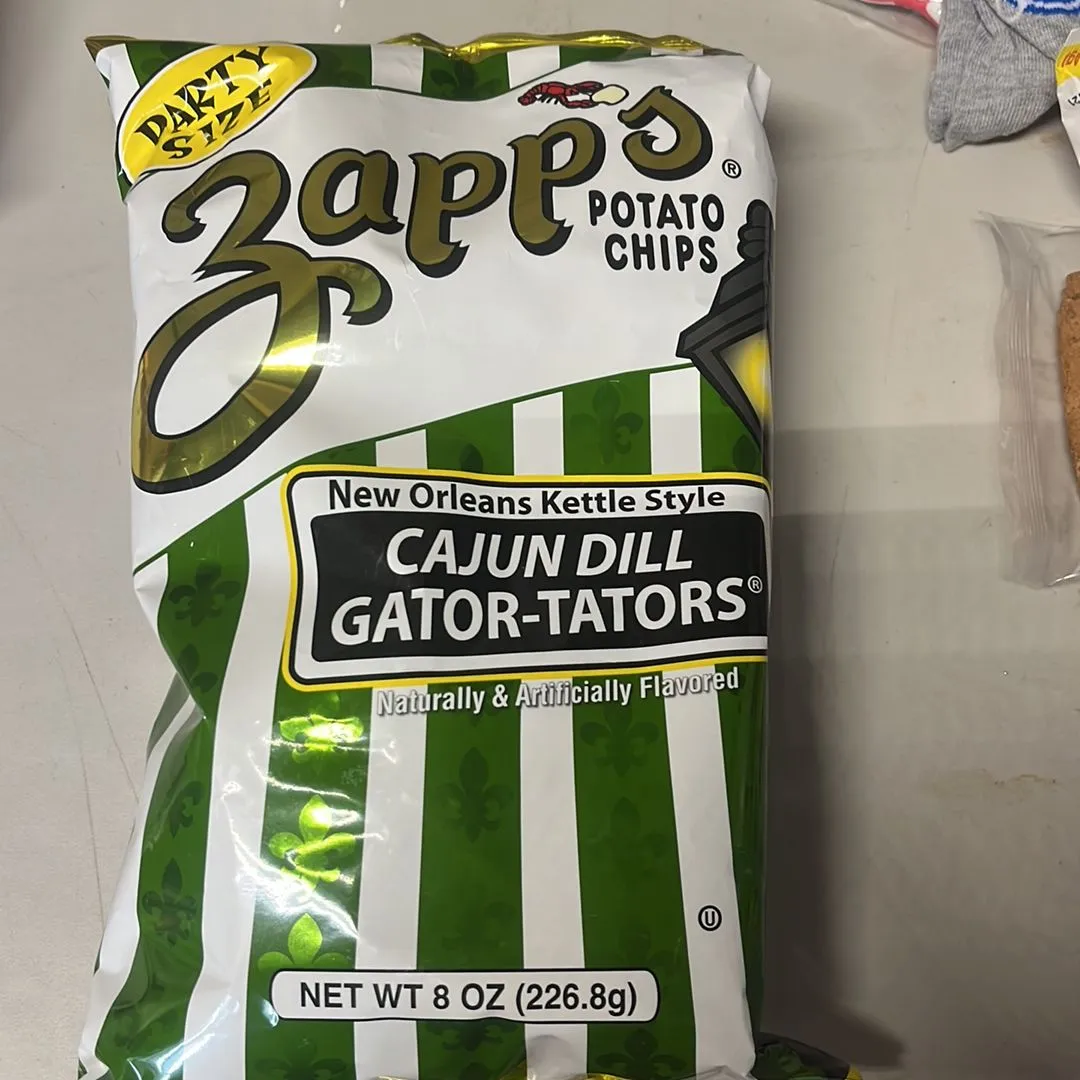 PARTY
SIZE
Zapp's®
POTATO
CHIPS
New Orleans Kettle Style
CAJUN DILL
GATOR-TATORS®
Naturally & Artificially Flavored
U
NET WT 8 OZ (226.8g)